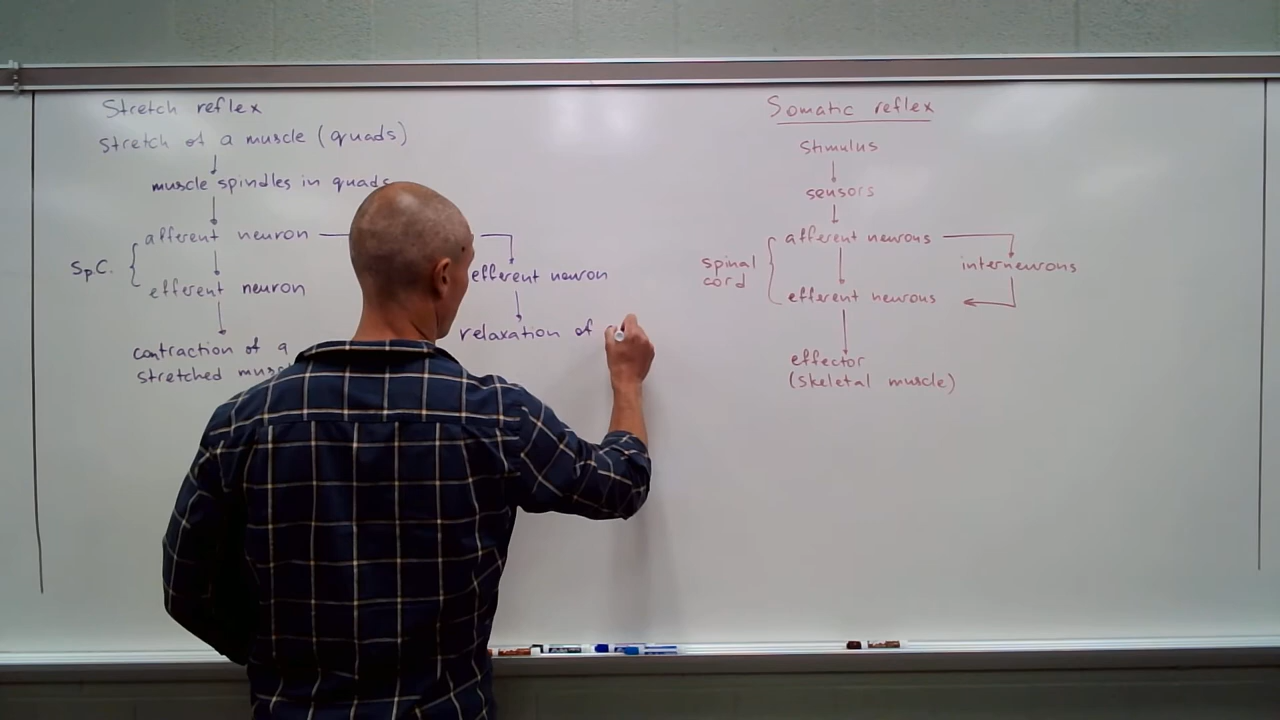 Stretch reflex
Stretch of a muscle (quads)
muscle spindles in quads
afferent neuron
Sp.C.
efferent neuron
contraction of a
stretched
efferent neuron
relaxation of
Somatic reflex
Stimulus
sensors
afferent neurons
interneurons
spinal
cord
efferent neurons
effector
(skeletal muscle)